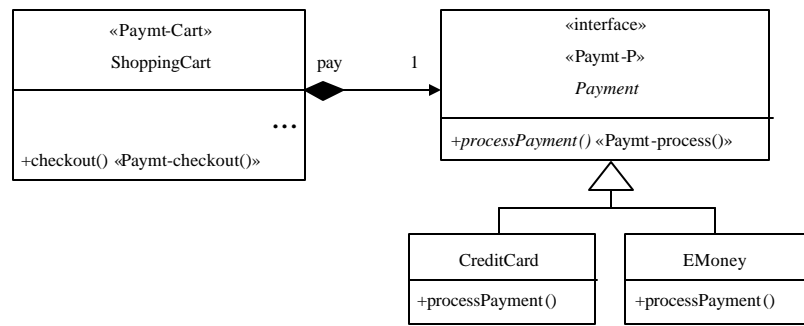 «Paymt-Cart»
ShoppingCart
...
+checkout() «Paymt-checkout()»
pay
1
«interface»
«Paymt-P»
Payment
+processPayment() «Paymt-process()»
CreditCard
+processPayment()
EMoney
+processPayment()